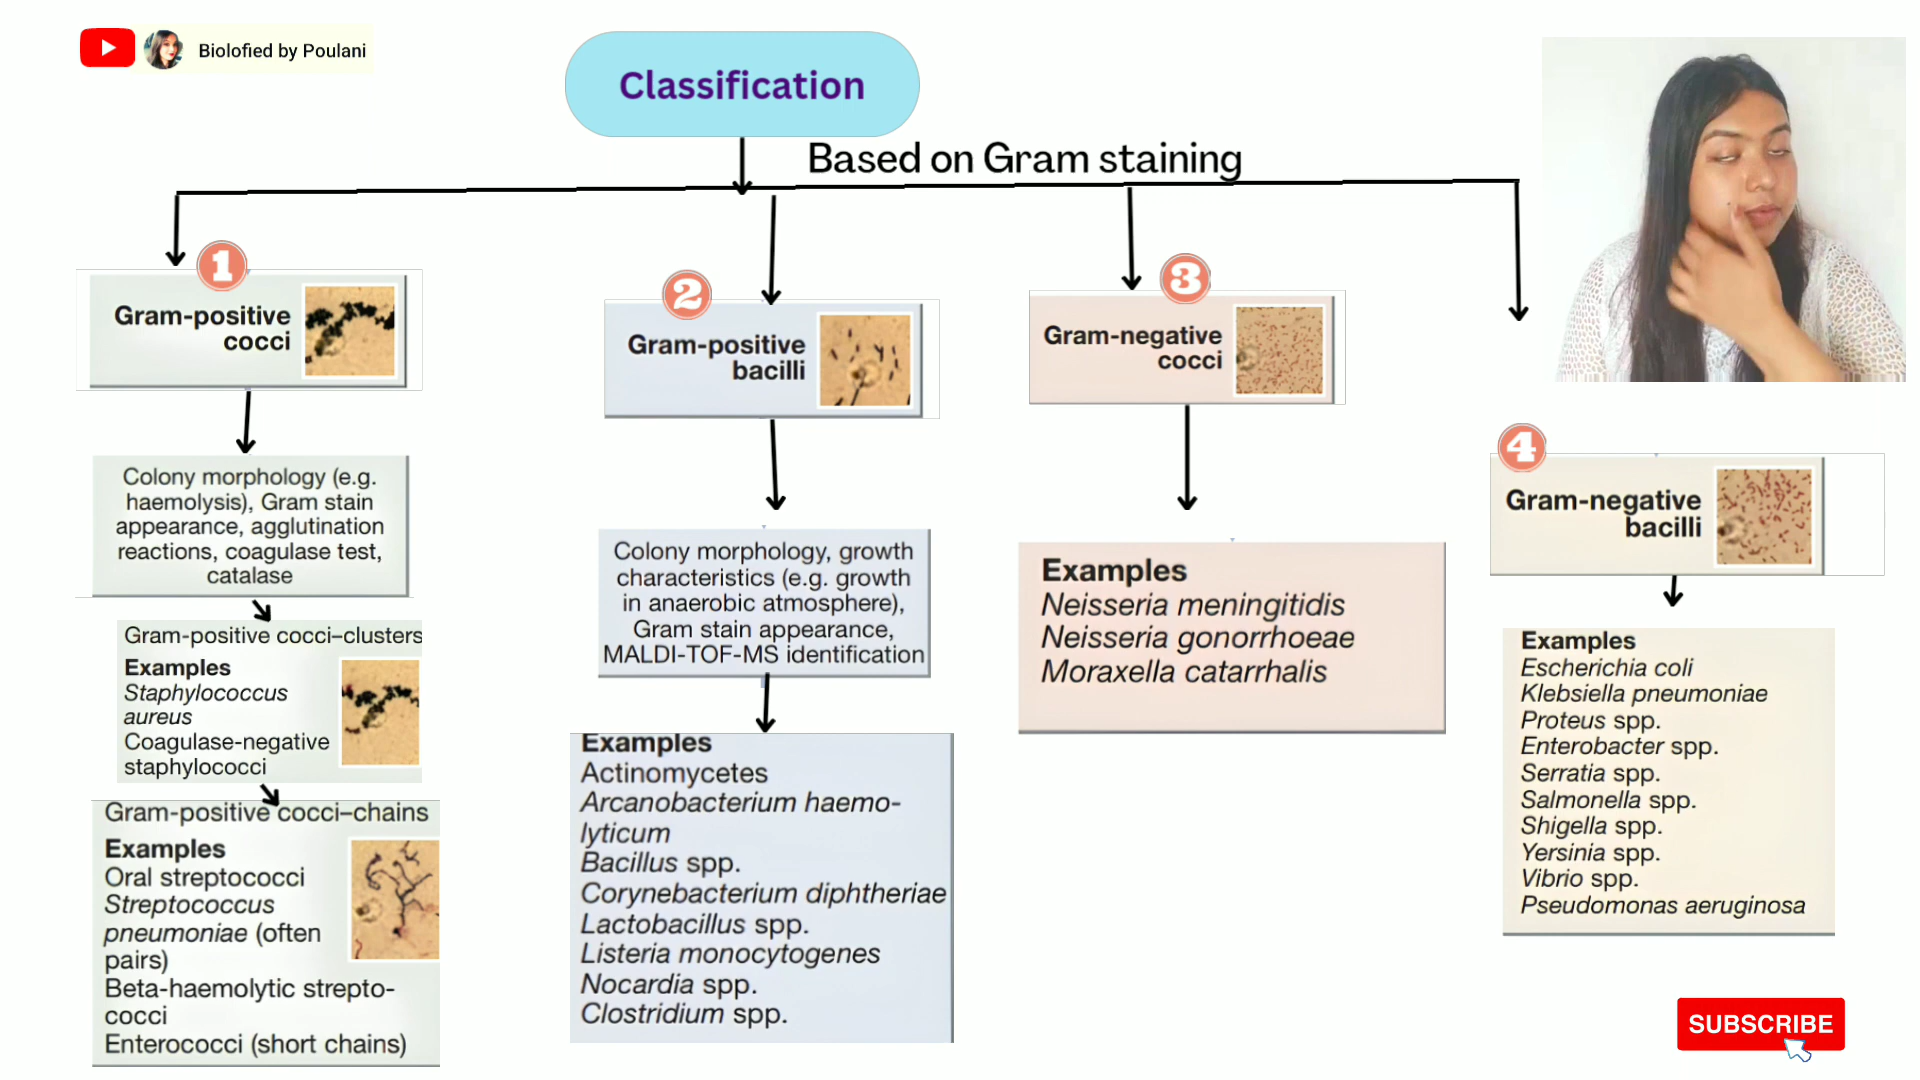 Biolofied by Poulani
Classification
Based on Gram staining
1
Gram-positive
cocci
Colony morphology (e.g.
haemolysis), Gram stain
appearance, agglutination
reactions, coagulase test,
catalase
Gram-positive cocci–clusters
Examples
Staphylococcus
aureus
Coagulase-negative
staphylococci
Gram-positive cocci–chains
Examples
Oral streptococci
Streptococcus
pneumoniae (often
pairs)
Beta-haemolytic strepto-
cocci
Enterococci (short chains)
2
Gram-positive
bacilli
Colony morphology, growth
characteristics (e.g. growth
in anaerobic atmosphere),
Gram stain appearance,
MALDI-TOF-MS identification
Examples
Actinomycetes
Arcanobacterium haemo-
lyticum
Bacillus spp.
Corynebacterium diphtheriae
Lactobacillus spp.
Listeria monocytogenes
Nocardia spp.
Clostridium spp.
3
Gram-negative
cocci
Examples
Neisseria meningitidis
Neisseria gonorrhoeae
Moraxella catarrhalis
4
Gram-negative
bacilli
Examples
Escherichia coli
Klebsiella pneumoniae
Proteus spp.
Enterobacter spp.
Serratia spp.
Salmonella spp.
Shigella spp.
Yersinia spp.
Vibrio spp.
Pseudomonas aeruginosa
SUBSCRIBE